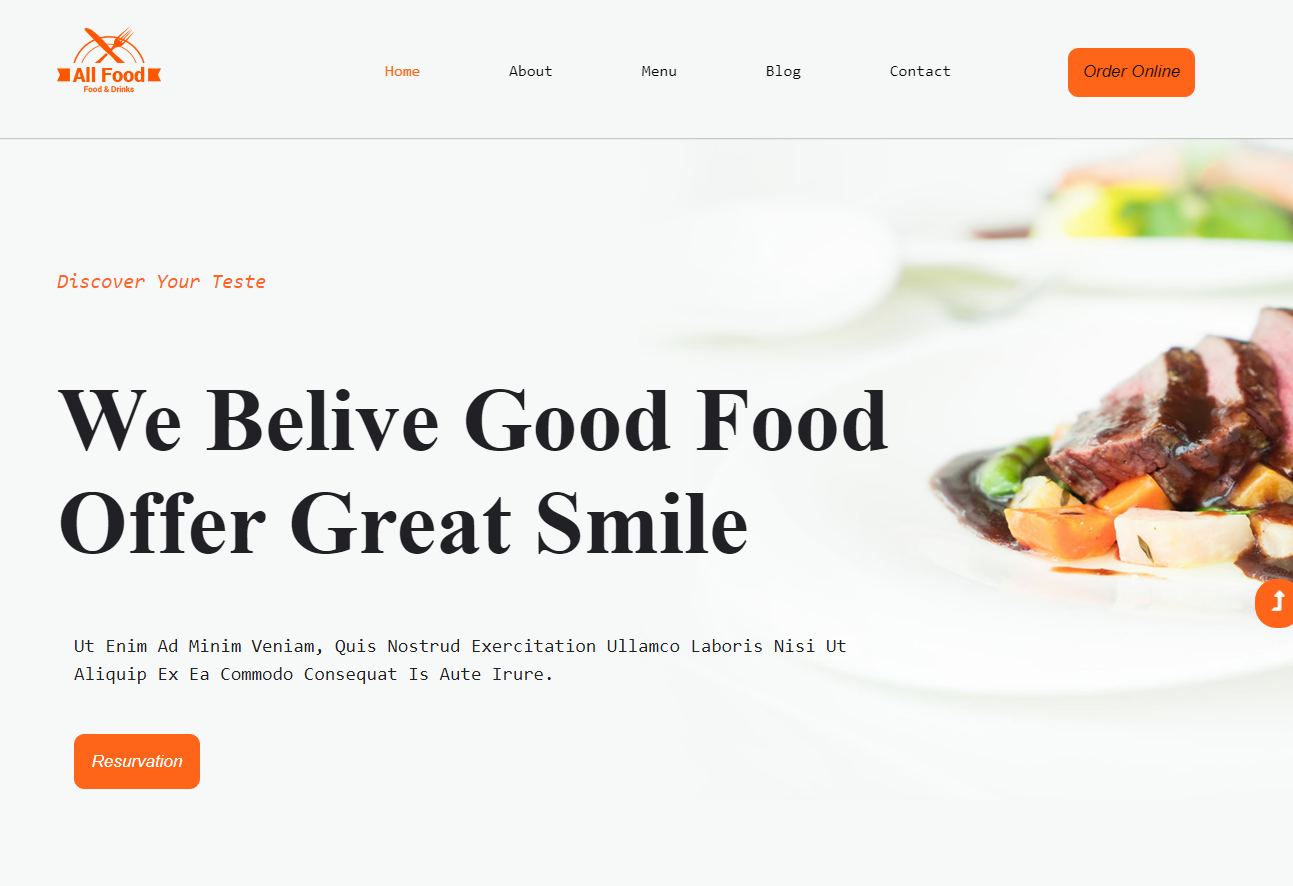 All Food
Food & Drinks
Home
About
Menu
Blog
Contact
Order Online
Discover Your Teste
We Belive Good Food
Offer Great Smile
Ut Enim Ad Minim Veniam, Quis Nostrud Exercitation Ullamco Laboris Nisi Ut
Aliquip Ex Ea Commodo Consequat Is Aute Irure.
Resurvation